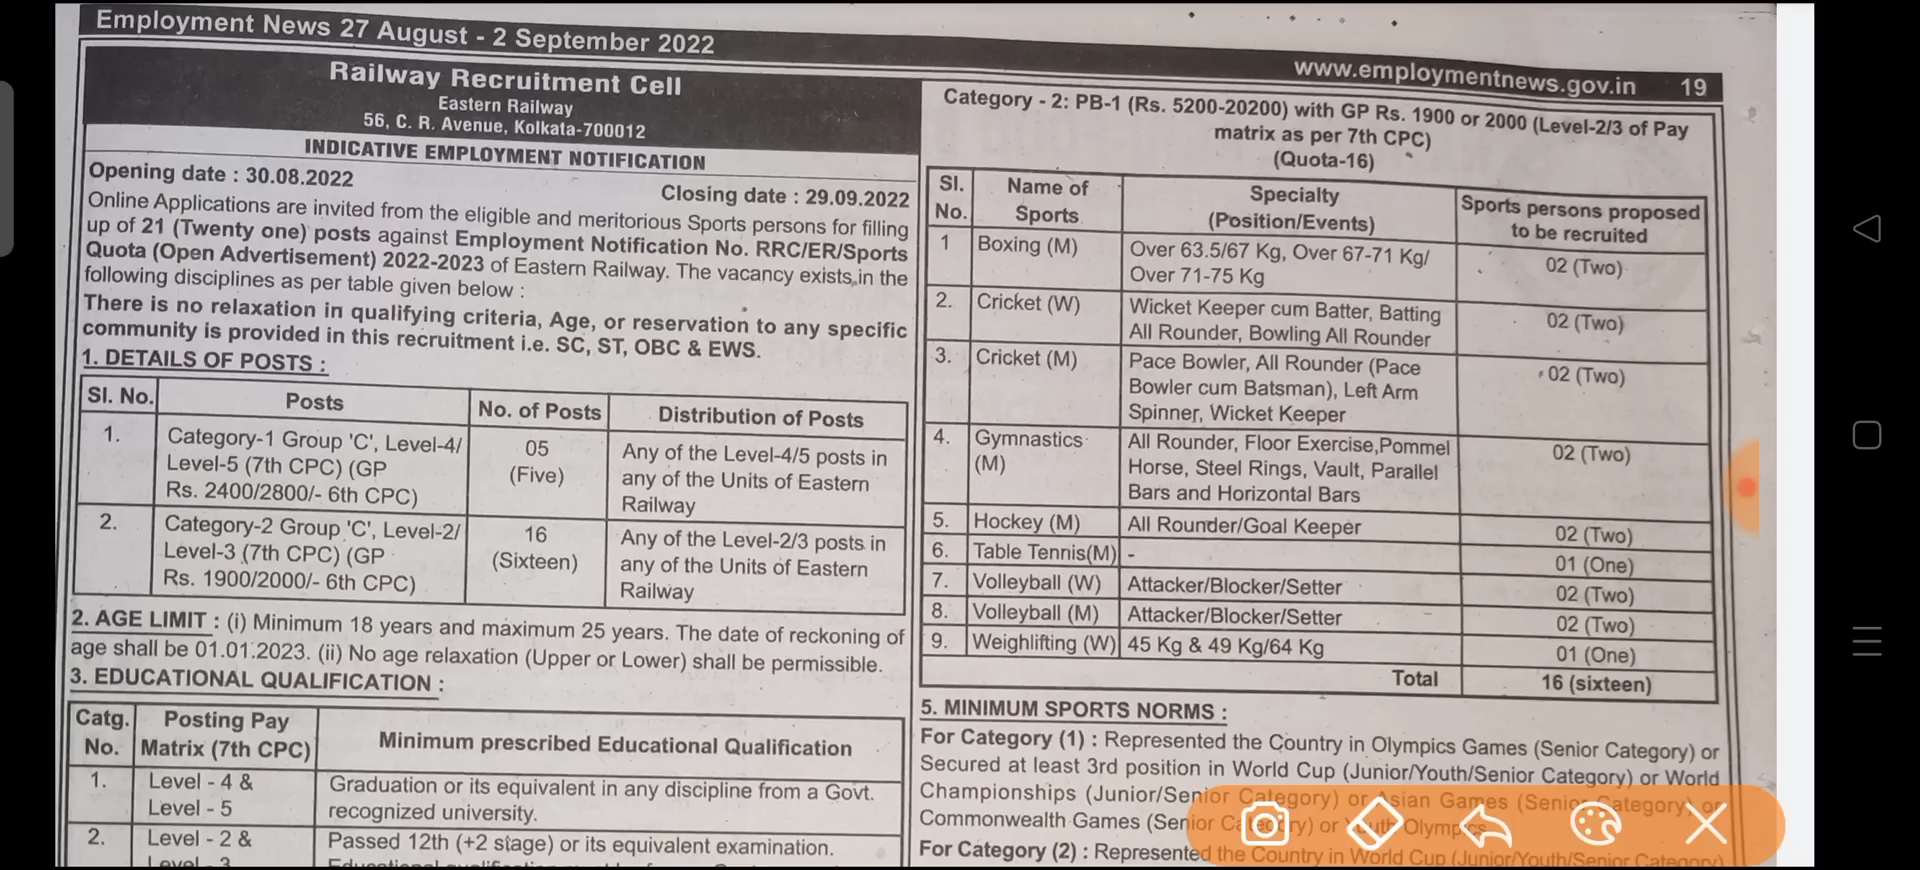 Employment News 27 August - 2 September 2022
www.employmentnews.gov.in 19
Railway Recruitment Cell
Eastern Railway
56, C. R. Avenue, Kolkata-700012
INDICATIVE EMPLOYMENT NOTIFICATION
Opening date : 30.08.2022
Closing date : 29.09.2022
Online Applications are invited from the eligible and meritorious Sports persons for filling
up of 21 (Twenty one) posts against Employment Notification No. RRC/ER/Sports
Quota (Open Advertisement) 2022-2023 of Eastern Railway. The vacancy exists in the
following disciplines as per table given below :
There is no relaxation in qualifying criteria, Age, or reservation to any specific
community is provided in this recruitment i.e. SC, ST, OBC & EWS.
1. DETAILS OF POSTS :
Sl. No. Posts No. of Posts Distribution of Posts
1. Category-1 Group 'C', Level-4/ 05 Any of the Level-4/5 posts in
Level-5 (7th CPC) (GP (Five) any of the Units of Eastern
Rs. 2400/2800/- 6th CPC) Railway
2. Category-2 Group 'C', Level-2/ 16 Any of the Level-2/3 posts in
Level-3 (7th CPC) (GP (Sixteen) any of the Units of Eastern
Rs. 1900/2000/- 6th CPC) Railway
2. AGE LIMIT : (i) Minimum 18 years and maximum 25 years. The date of reckoning of
age shall be 01.01.2023. (ii) No age relaxation (Upper or Lower) shall be permissible.
3. EDUCATIONAL QUALIFICATION :
Catg. Posting Pay Minimum prescribed Educational Qualification
No. Matrix (7th CPC)
1. Level - 4 & Graduation or its equivalent in any discipline from a Govt.
Level - 5 recognized university.
2. Level - 2 & Passed 12th (+2 stage) or its equivalent examination.
Level - 3
Category - 2: PB-1 (Rs. 5200-20200) with GP Rs. 1900 or 2000 (Level-2/3 of Pay
matrix as per 7th CPC)
(Quota-16)
Sl. Name of Specialty Sports persons proposed
No. Sports (Position/Events) to be recruited
1 Boxing (M) Over 63.5/67 Kg, Over 67-71 Kg/ 02 (Two)
Over 71-75 Kg
2. Cricket (W) Wicket Keeper cum Batter, Batting 02 (Two)
All Rounder, Bowling All Rounder
3. Cricket (M) Pace Bowler, All Rounder (Pace 02 (Two)
Bowler cum Batsman), Left Arm
Spinner, Wicket Keeper
4. Gymnastics All Rounder, Floor Exercise,Pommel 02 (Two)
(M) Horse, Steel Rings, Vault, Parallel
Bars and Horizontal Bars
5. Hockey (M) All Rounder/Goal Keeper 02 (Two)
6. Table Tennis(M) - 01 (One)
7. Volleyball (W) Attacker/Blocker/Setter 02 (Two)
8. Volleyball (M) Attacker/Blocker/Setter 02 (Two)
9. Weighlifting (W) 45 Kg & 49 Kg/64 Kg 01 (One)
Total 16 (sixteen)
5. MINIMUM SPORTS NORMS :
For Category (1) : Represented the Country in Olympics Games (Senior Category) or
Secured at least 3rd position in World Cup (Junior/Youth/Senior Category) or World
Championships (Junior/Senior Category) or Asian Games (Senior Category) or
Commonwealth Games (Senior Category) or Youth Olympics
For Category (2) : Represented the Country in World Cup (Junior/Youth/Senior Category)